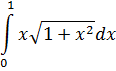 ∫₀¹ x√(1 + x²) dx